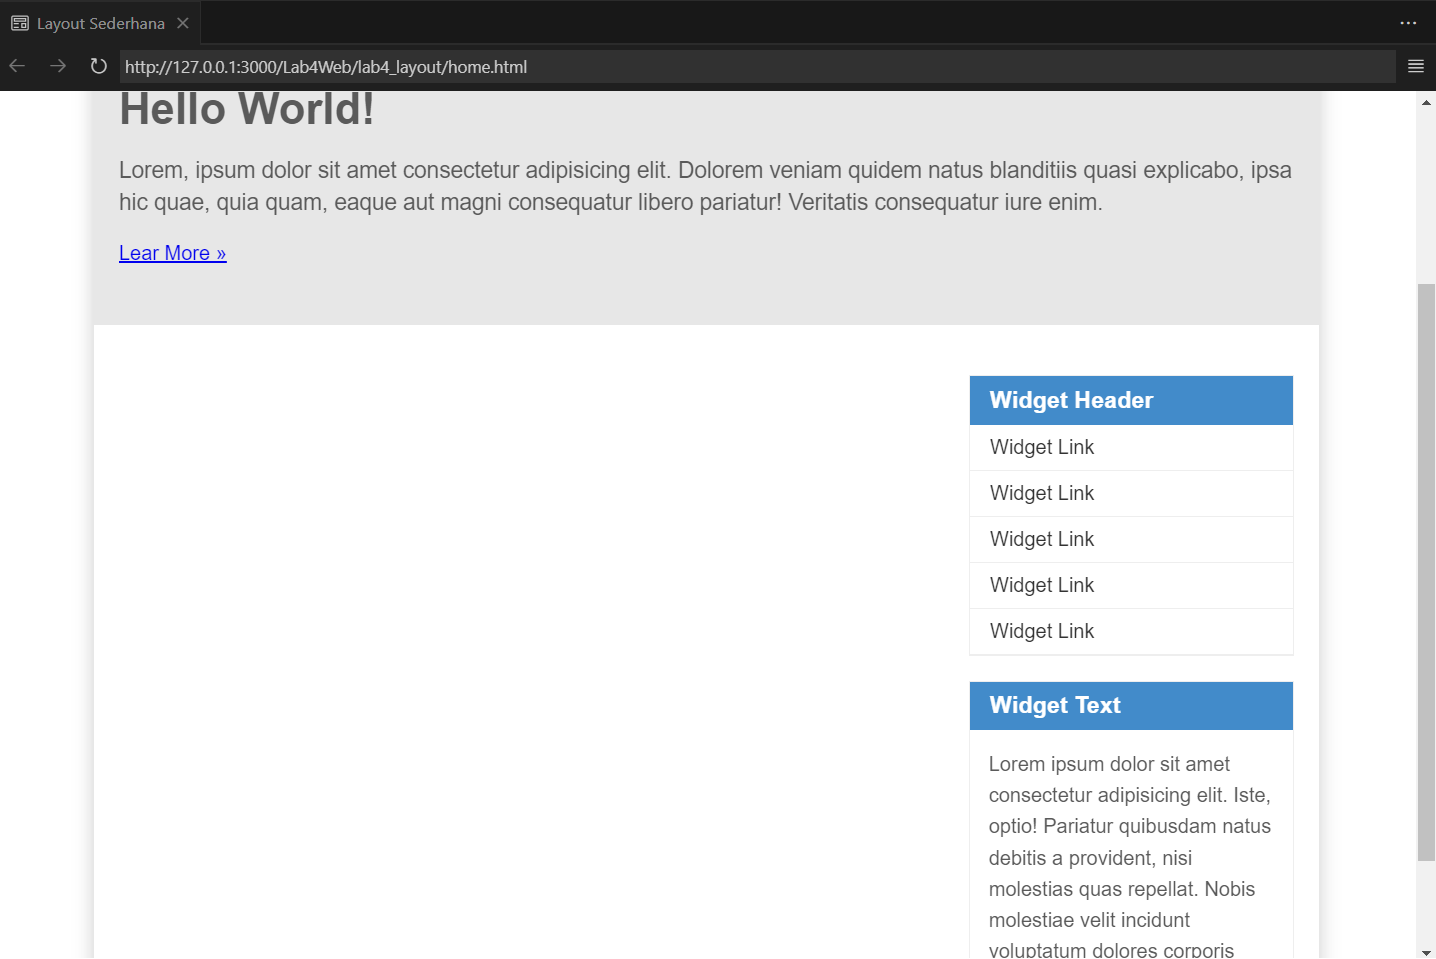 Layout Sederhana
http://127.0.0.1:3000/Lab4Web/lab4_layout/home.html
Hello World!
Lorem, ipsum dolor sit amet consectetur adipisicing elit. Dolorem veniam quidem natus blanditiis quasi explicabo, ipsa
hic quae, quia quam, eaque aut magni consequatur libero pariatur! Veritatis consequatur iure enim.
Lear More »
Widget Header
Widget Link
Widget Link
Widget Link
Widget Link
Widget Link
Widget Text
Lorem ipsum dolor sit amet
consectetur adipisicing elit. Iste,
optio! Pariatur quibusdam natus
debitis a provident, nisi
molestias quas repellat. Nobis
molestiae velit incidunt
voluptatum dolores corporis